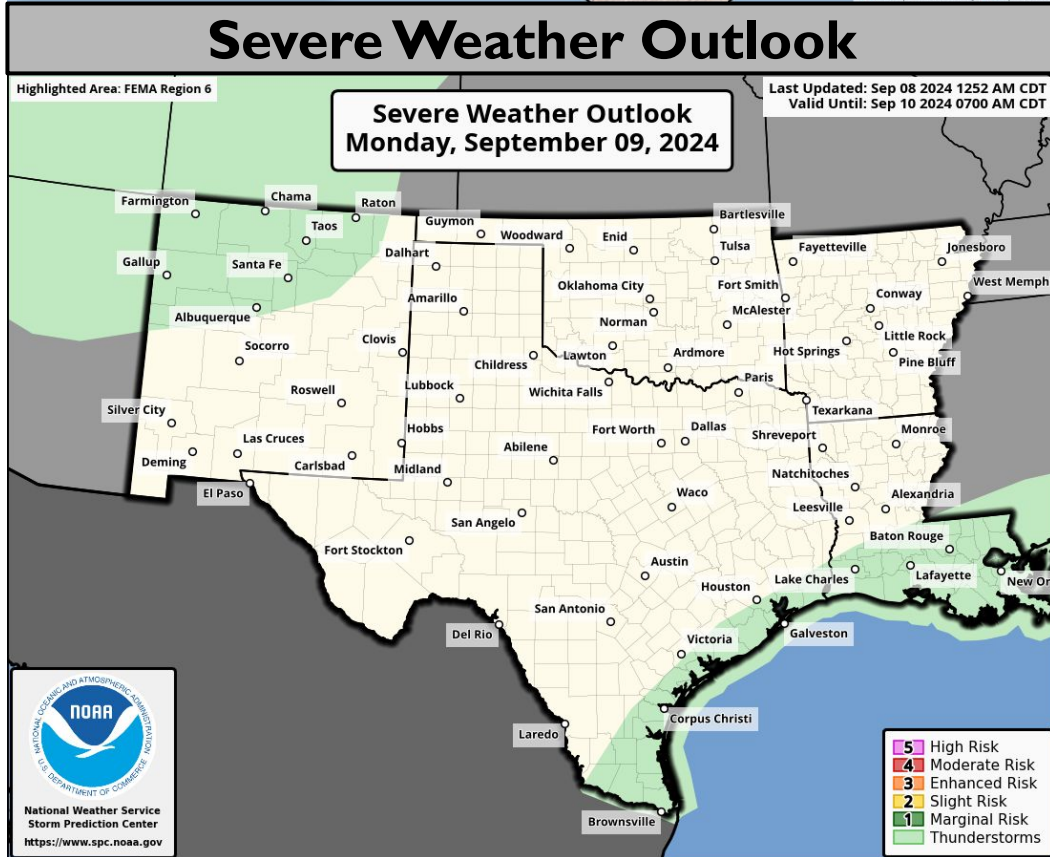 Severe Weather Outlook
Highlighted Area: FEMA Region 6
Last Updated: Sep 08 2024 1252 AM CDT
Valid Until: Sep 10 2024 0700 AM CDT
Severe Weather Outlook
Monday, September 09, 2024
Farmington
Chama
Raton
Taos
Guymon
Woodward
Enid
Bartlesville
Tulsa
Fayetteville
Jonesboro
Gallup
Santa Fe
Dalhart
Albuquerque
Amarillo
Oklahoma City
Norman
Fort Smith
McAlester
Conway
West Memph
Little Rock
Socorro
Clovis
Childress
Lawton
Ardmore
Hot Springs
Pine Bluff
Roswell
Lubbock
Wichita Falls
Paris
Texarkana
Silver City
Deming
Las Cruces
Carlsbad
Hobbs
Midland
Abilene
Fort Worth
Dallas
Shreveport
Monroe
Natchitoches
El Paso
San Angelo
Waco
Leesville
Alexandria
Fort Stockton
Austin
Baton Rouge
Houston
Lake Charles
Lafayette
New Or
San Antonio
Del Rio
Victoria
Galveston
Laredo
Corpus Christi
Brownsville
NATIONAL OCEANIC AND ATMOSPHERIC ADMINISTRATION
NOAA
U.S. DEPARTMENT OF COMMERCE
National Weather Service
Storm Prediction Center
https://www.spc.noaa.gov
5 High Risk
4 Moderate Risk
3 Enhanced Risk
2 Slight Risk
1 Marginal Risk
Thunderstorms